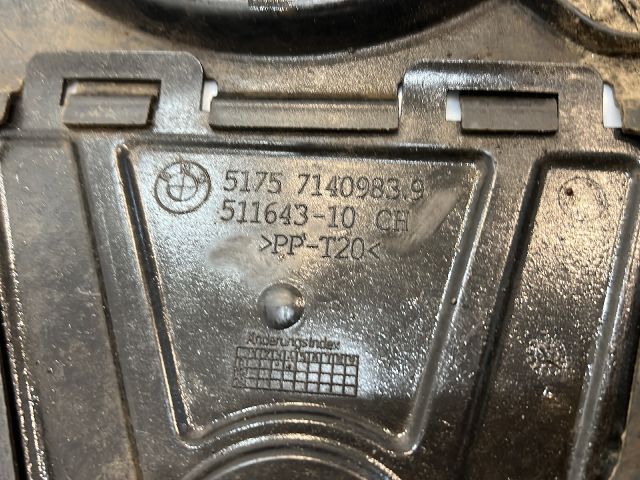 5175 7140983.9
511643-10 CH
>PP-T20<
Änderungsindex